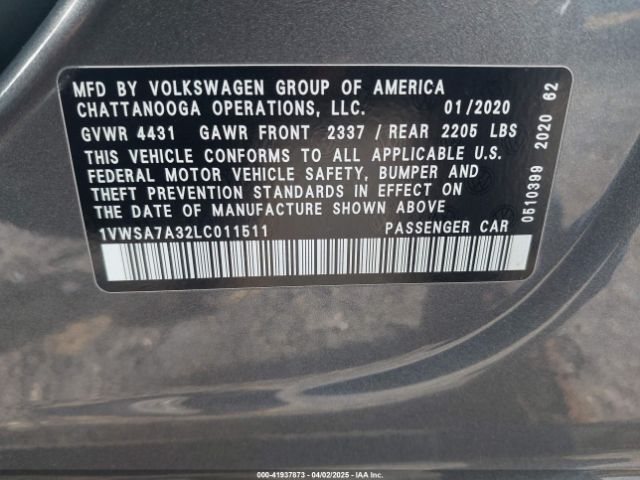 MFD BY VOLKSWAGEN GROUP OF AMERICA
CHATTANOOGA OPERATIONS, LLC. 01/2020
GVWR 4431 GAWR FRONT 2337 / REAR 2205 LBS
THIS VEHICLE CONFORMS TO ALL APPLICABLE U.S.
FEDERAL MOTOR VEHICLE SAFETY, BUMPER AND
THEFT PREVENTION STANDARDS IN EFFECT ON
THE DATE OF MANUFACTURE SHOWN ABOVE
1VWSA7A32LC011511 PASSENGER CAR
0510399 2020 62
000-41937873 - 04/02/2025 - IAA Inc.